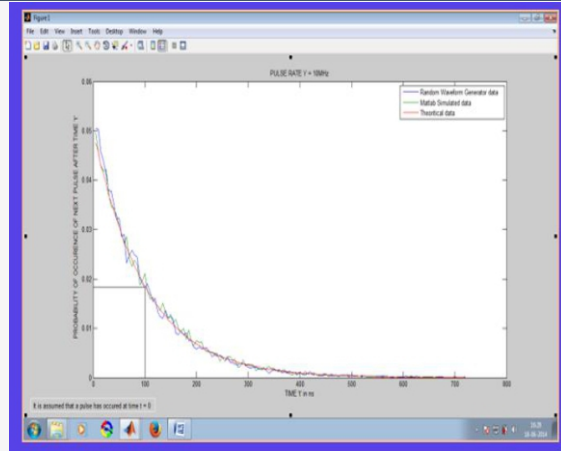 Figure1
File Edit View Insert Tools Desktop Window Help
PULSE RATE Y = 10MHz
Random Waveform Generator data
Matlab Simulated data
Theoritical data
PROBABILITY OF OCCURENCE OF NEXT PULSE AFTER TIME Y
0.06
0.05
0.04
0.03
0.02
0.01
0
0 100 200 300 400 500 600 700 800
TIME Y in ns
It is assumed that a pulse has occured at time t = 0